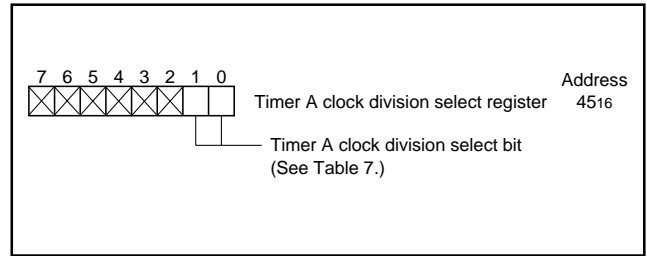 7 6 5 4 3 2 1 0
Address
Timer A clock division select register 4516
Timer A clock division select bit
(See Table 7.)